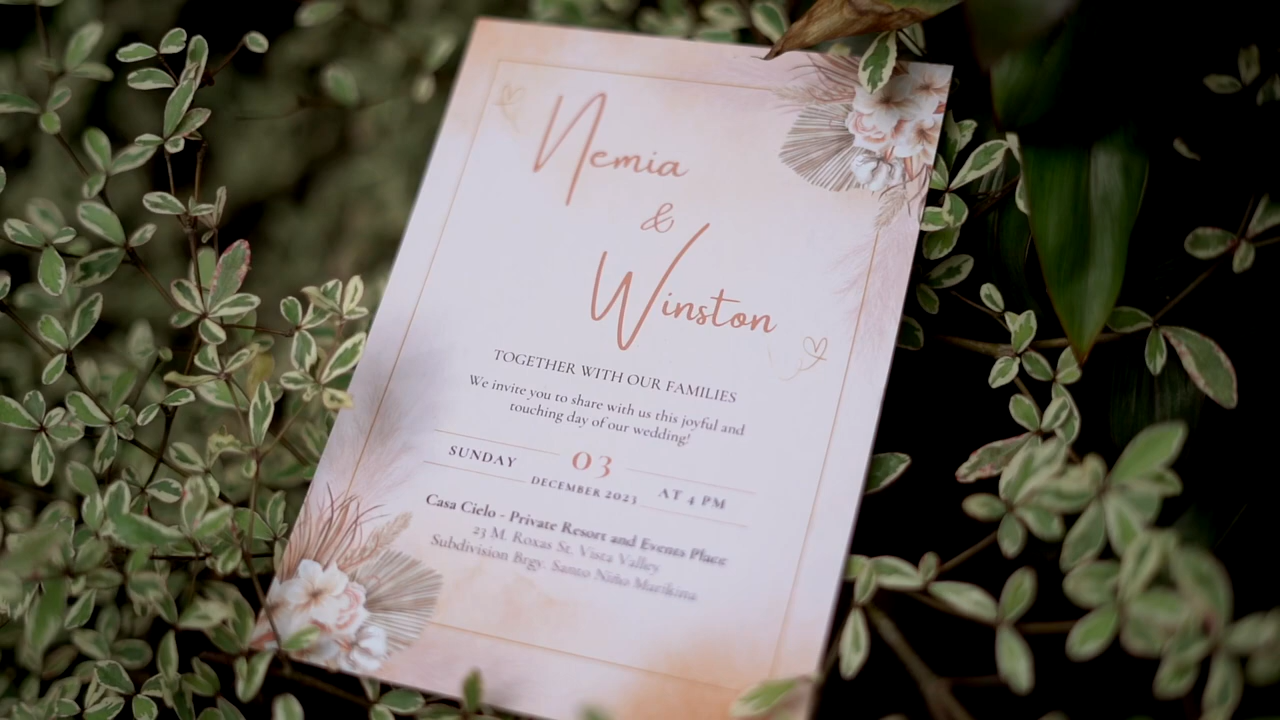 Nemia
&
Winston
TOGETHER WITH OUR FAMILIES
We invite you to share with us this joyful and
touching day of our wedding!
SUNDAY 03 AT 4 PM
DECEMBER 2023
Casa Cielo - Private Resort and Events Place
23 M. Roxas St. Vista Valley
Subdivision Brgy. Santo Niño Marikina